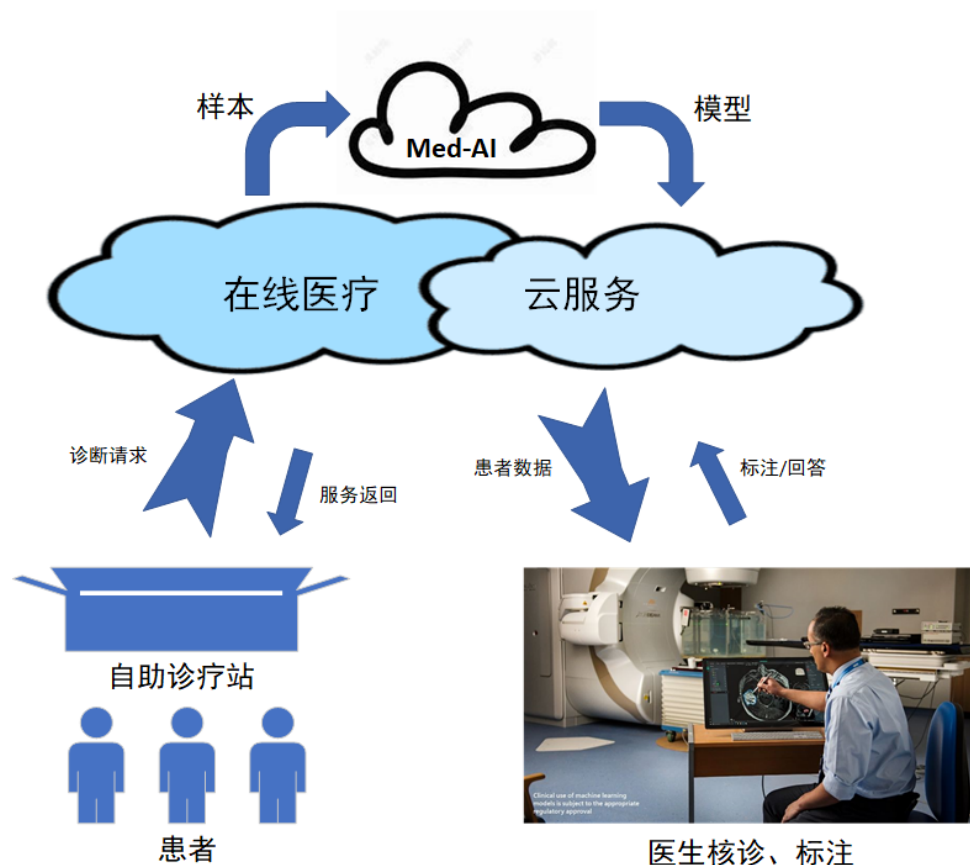 样本
模型
Med-AI
在线医疗
云服务
诊断请求
服务返回
患者数据
标注/回答
自助诊疗站
患者
Clinical use of machine learning
models is subject to the appropriate
regulatory approval
医生核诊、标注